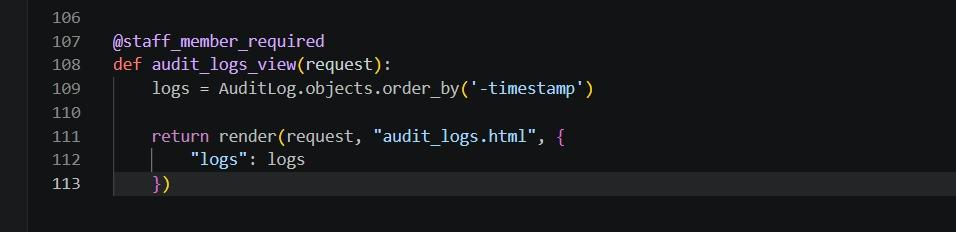 106
107 @staff_member_required
108 def audit_logs_view(request):
109     logs = AuditLog.objects.order_by('-timestamp')
110
111     return render(request, "audit_logs.html", {
112         "logs": logs
113     })